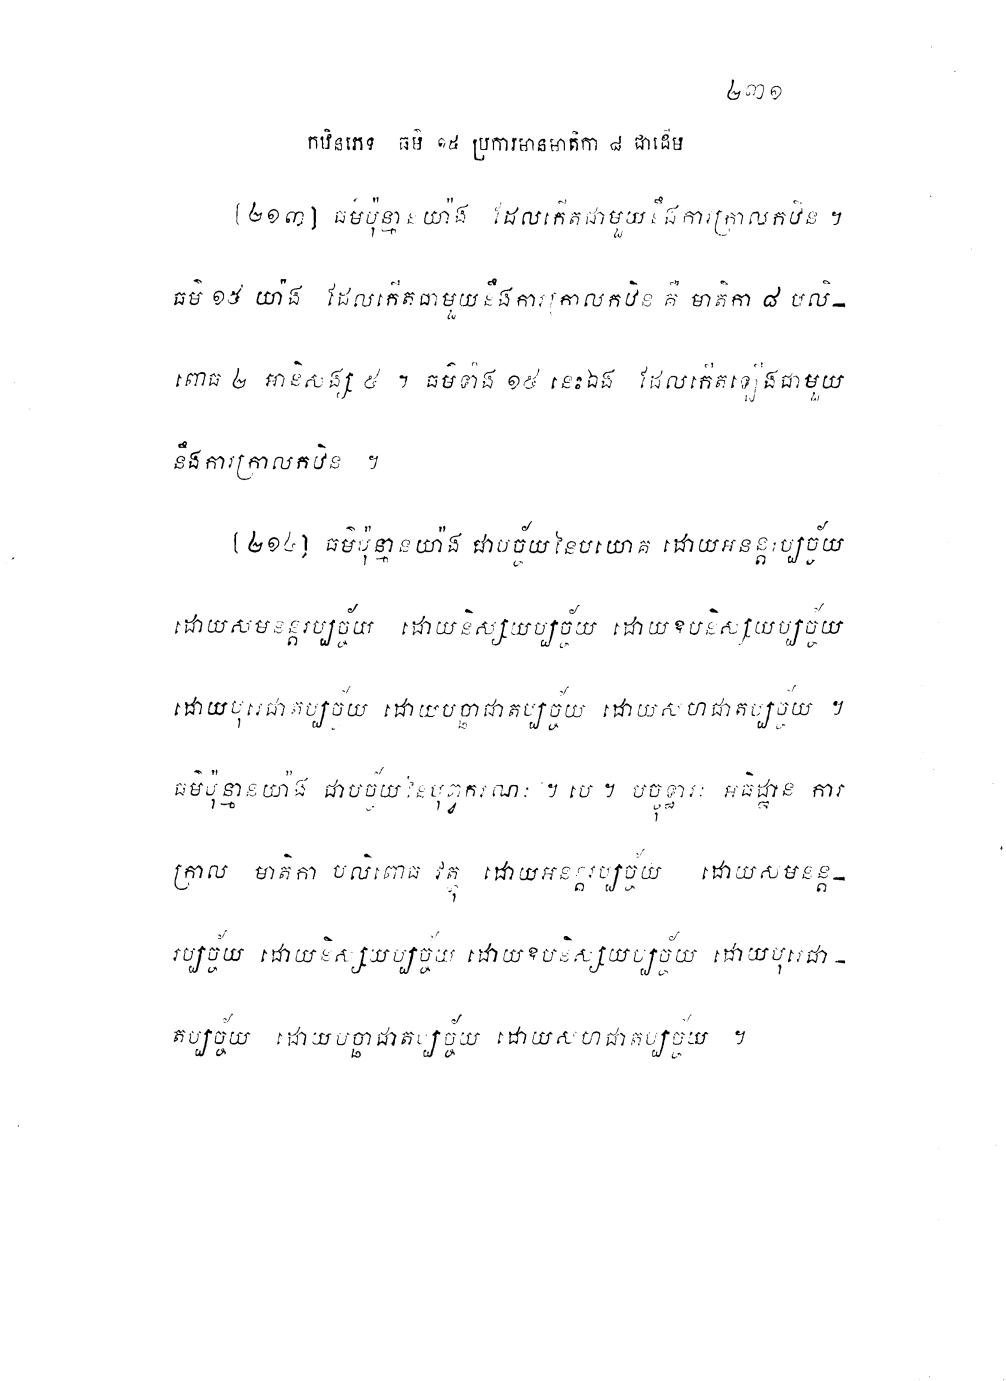 ២៣១
កឋិនភេទ ធម៌ ១៥ ប្រការមានមាតិកា ៨ ជាដើម
[២១៣] ធម៌ប៉ុន្មានយ៉ាង ដែលកើតជាមួយនឹងការក្រាលកឋិន ។
ធម៌ ១៥ យ៉ាង ដែលកើតជាមួយនឹងការក្រាលកឋិន គឺ មាតិកា ៨ បលិ-
ពោធ ២ អានិសង្ស ៥ ។ ធម៌ទាំង ១៥ នេះឯង ដែលកើតឡើងជាមួយ
នឹងការក្រាលកឋិន ។
[២១៤] ធម៌ប៉ុន្មានយ៉ាង ជាបច្ច័យនៃបយោគ ដោយអនន្តរប្បច្ច័យ
ដោយសមនន្តរប្បច្ច័យ ដោយនិស្សយប្បច្ច័យ ដោយឧបនិស្សយប្បច្ច័យ
ដោយបុរេជាតប្បច្ច័យ ដោយបច្ឆាជាតប្បច្ច័យ ដោយសហជាតប្បច្ច័យ ។
ធម៌ប៉ុន្មានយ៉ាង ជាបច្ច័យនៃបុព្វករណៈ ។ បេ ។ បច្ចុទ្ធារៈ អធិដ្ឋាន ការ
ក្រាល មាតិកា បលិពោធ វត្ថុ ដោយអនន្តរប្បច្ច័យ ដោយសមនន្ត-
រប្បច្ច័យ ដោយនិស្សយប្បច្ច័យ ដោយឧបនិស្សយប្បច្ច័យ ដោយបុរេជា-
តប្បច្ច័យ ដោយបច្ឆាជាតប្បច្ច័យ ដោយសហជាតប្បច្ច័យ ។